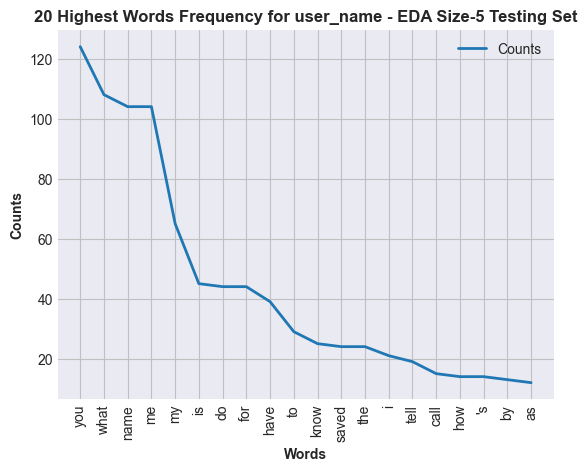 20 Highest Words Frequency for user_name - EDA Size-5 Testing Set
Counts
120
100
80
60
40
20
Counts
you
what
name
me
my
is
do
for
have
to
know
saved
the
i
tell
call
how
's
by
as
Words